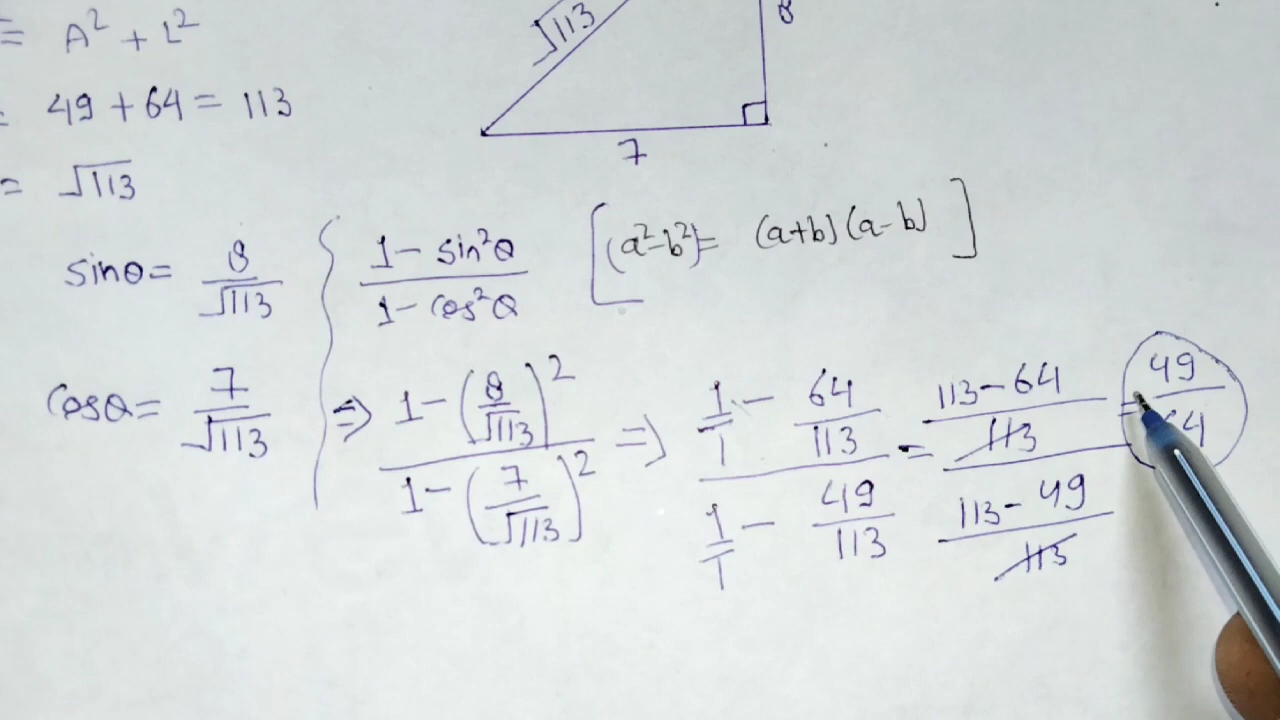 = A² + L²
√113
8
= 49 + 64 = 113
7
= √113
sinθ = 8/√113
1 - sin²θ / 1 - cos²θ
[(a²-b²) = (a+b)(a-b)]
cosθ = 7/√113
⇒ 1 - (8/√113)² / 1 - (7/√113)² ⇒ 1/1 - 64/113 / 1/1 - 49/113 = 113-64/113 / 113-49/113 = 49/64